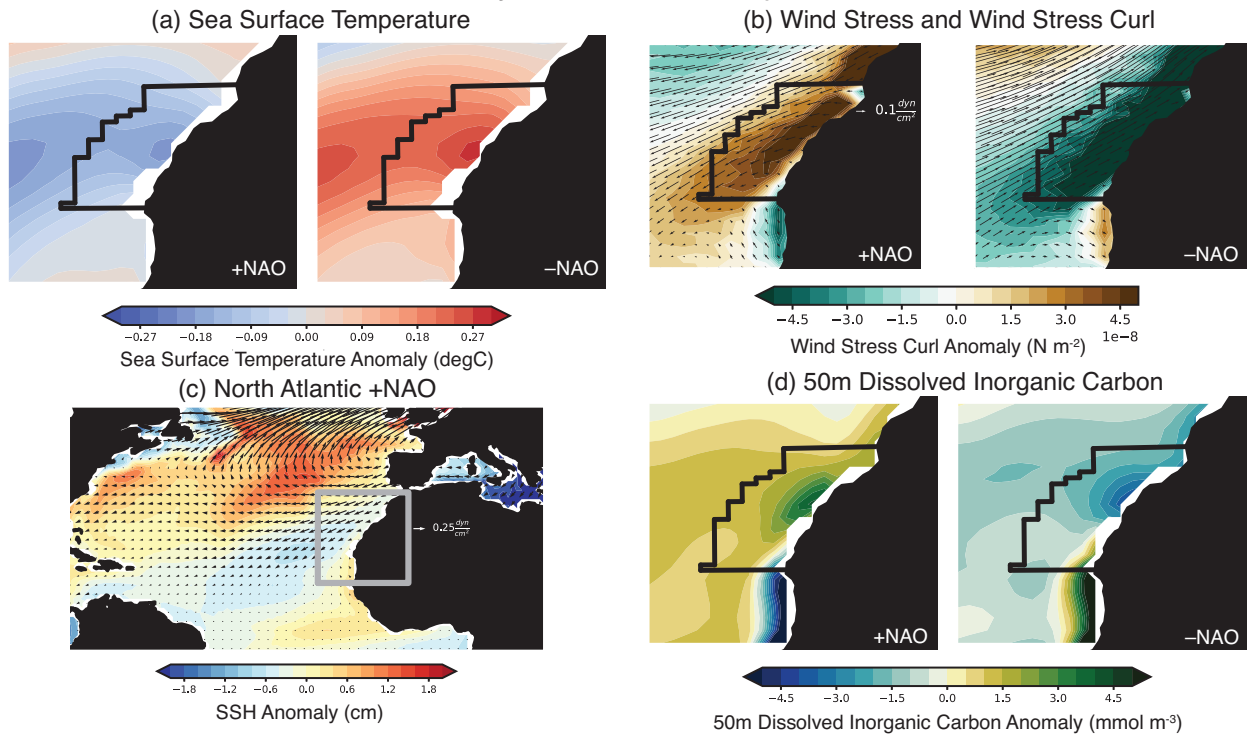 (a) Sea Surface Temperature
+NAO
−NAO
−0.27 −0.18 −0.09 0.00 0.09 0.18 0.27
Sea Surface Temperature Anomaly (degC)
(b) Wind Stress and Wind Stress Curl
→ 0.1 dyn/cm²
+NAO
−NAO
−4.5 −3.0 −1.5 0.0 1.5 3.0 4.5
1e−8
Wind Stress Curl Anomaly (N m⁻²)
(c) North Atlantic +NAO
→ 0.25 dyn/cm²
−1.8 −1.2 −0.6 0.0 0.6 1.2 1.8
SSH Anomaly (cm)
(d) 50m Dissolved Inorganic Carbon
+NAO
−NAO
−4.5 −3.0 −1.5 0.0 1.5 3.0 4.5
50m Dissolved Inorganic Carbon Anomaly (mmol m⁻³)